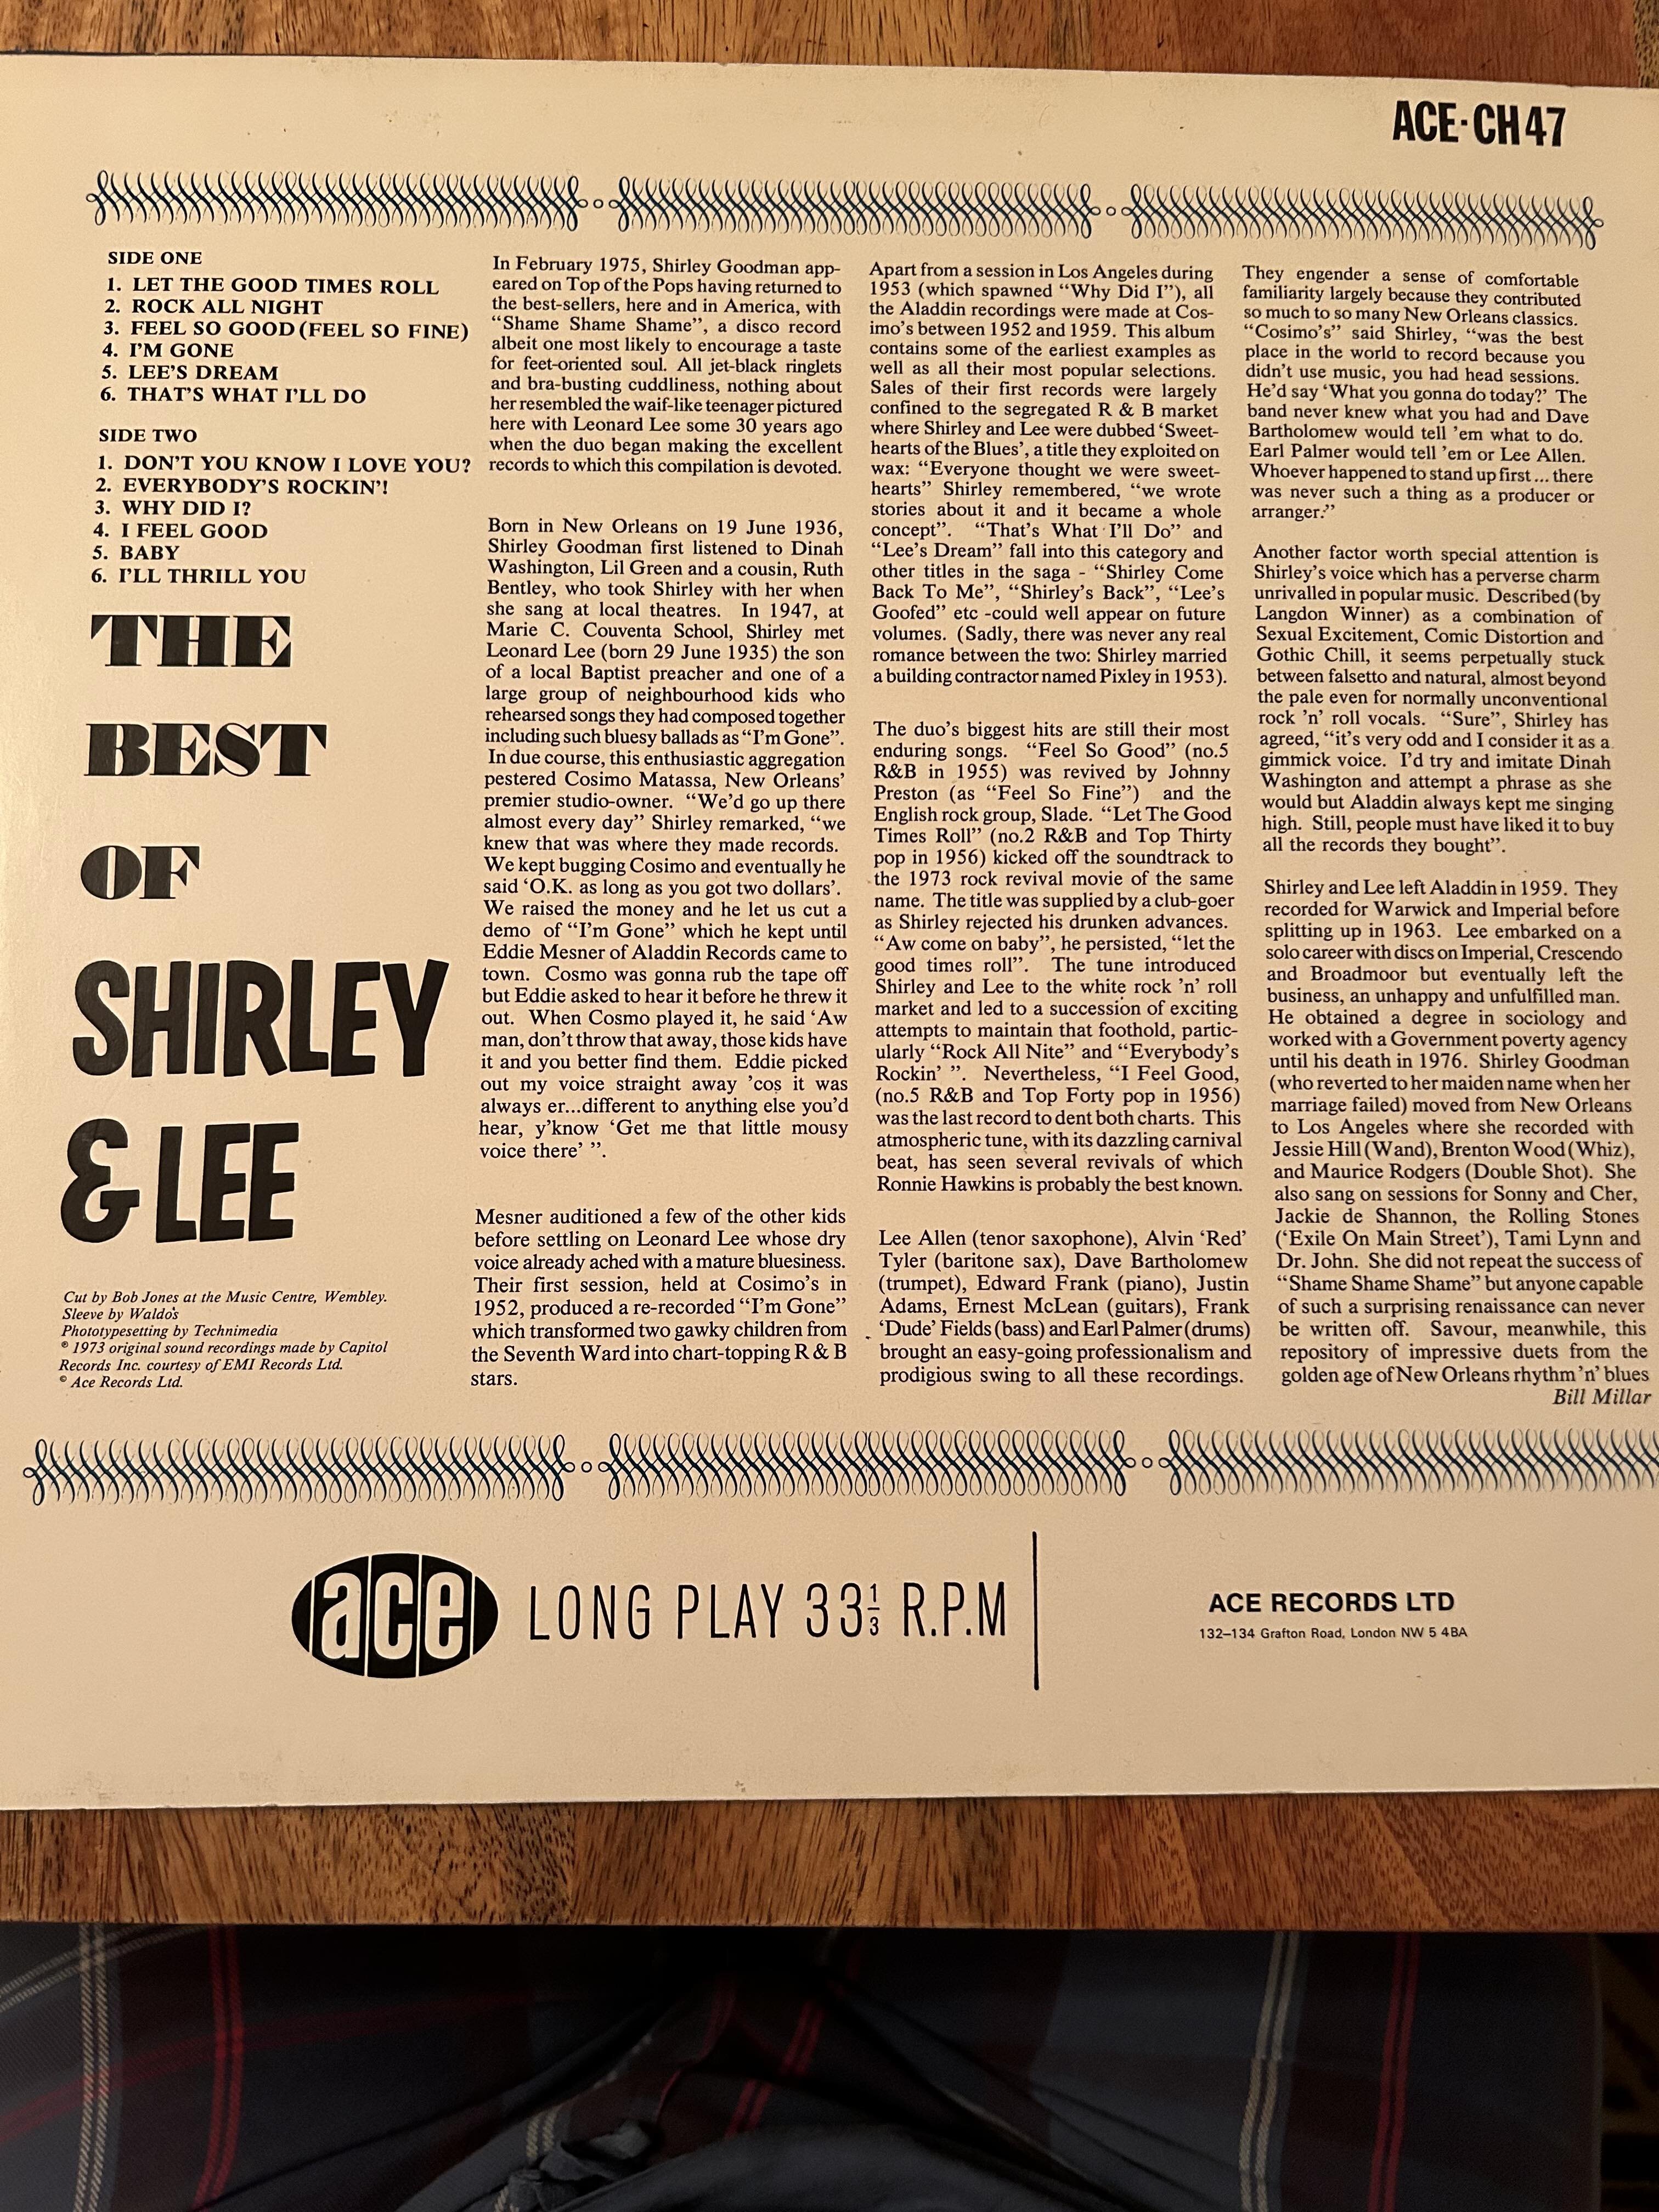 ACE·CH47
SIDE ONE
1. LET THE GOOD TIMES ROLL
2. ROCK ALL NIGHT
3. FEEL SO GOOD (FEEL SO FINE)
4. I'M GONE
5. LEE'S DREAM
6. THAT'S WHAT I'LL DO
SIDE TWO
1. DON'T YOU KNOW I LOVE YOU?
2. EVERYBODY'S ROCKIN'!
3. WHY DID I?
4. I FEEL GOOD
5. BABY
6. I'LL THRILL YOU
THE
BEST
OF
SHIRLEY
& LEE
Cut by Bob Jones at the Music Centre, Wembley.
Sleeve by Waldo's
Phototypesetting by Technimedia
℗ 1973 original sound recordings made by Capitol
Records Inc. courtesy of EMI Records Ltd.
© Ace Records Ltd.
In February 1975, Shirley Goodman app-
eared on Top of the Pops having returned to
the best-sellers, here and in America, with
“Shame Shame Shame”, a disco record
albeit one most likely to encourage a taste
for feet-oriented soul. All jet-black ringlets
and bra-busting cuddliness, nothing about
her resembled the waif-like teenager pictured
here with Leonard Lee some 30 years ago
when the duo began making the excellent
records to which this compilation is devoted.
Born in New Orleans on 19 June 1936,
Shirley Goodman first listened to Dinah
Washington, Lil Green and a cousin, Ruth
Bentley, who took Shirley with her when
she sang at local theatres. In 1947, at
Marie C. Couventa School, Shirley met
Leonard Lee (born 29 June 1935) the son
of a local Baptist preacher and one of a
large group of neighbourhood kids who
rehearsed songs they had composed together
including such bluesy ballads as “I'm Gone”.
In due course, this enthusiastic aggregation
pestered Cosimo Matassa, New Orleans'
premier studio-owner. “We'd go up there
almost every day” Shirley remarked, “we
knew that was where they made records.
We kept bugging Cosimo and eventually he
said ‘O.K. as long as you got two dollars’.
We raised the money and he let us cut a
demo of “I'm Gone” which he kept until
Eddie Mesner of Aladdin Records came to
town. Cosmo was gonna rub the tape off
but Eddie asked to hear it before he threw it
out. When Cosmo played it, he said ‘Aw
man, don't throw that away, those kids have
it and you better find them. Eddie picked
out my voice straight away 'cos it was
always er...different to anything else you'd
hear, y'know ‘Get me that little mousy
voice there’ ”.
Mesner auditioned a few of the other kids
before settling on Leonard Lee whose dry
voice already ached with a mature bluesiness.
Their first session, held at Cosimo's in
1952, produced a re-recorded “I'm Gone”
which transformed two gawky children from
the Seventh Ward into chart-topping R & B
stars.
Apart from a session in Los Angeles during
1953 (which spawned “Why Did I”), all
the Aladdin recordings were made at Cos-
imo's between 1952 and 1959. This album
contains some of the earliest examples as
well as all their most popular selections.
Sales of their first records were largely
confined to the segregated R & B market
where Shirley and Lee were dubbed ‘Sweet-
hearts of the Blues’, a title they exploited on
wax: “Everyone thought we were sweet-
hearts” Shirley remembered, “we wrote
stories about it and it became a whole
concept”. “That's What I'll Do” and
“Lee's Dream” fall into this category and
other titles in the saga - “Shirley Come
Back To Me”, “Shirley's Back”, “Lee's
Goofed” etc -could well appear on future
volumes. (Sadly, there was never any real
romance between the two: Shirley married
a building contractor named Pixley in 1953).
The duo's biggest hits are still their most
enduring songs. “Feel So Good” (no.5
R&B in 1955) was revived by Johnny
Preston (as “Feel So Fine”) and the
English rock group, Slade. “Let The Good
Times Roll” (no.2 R&B and Top Thirty
pop in 1956) kicked off the soundtrack to
the 1973 rock revival movie of the same
name. The title was supplied by a club-goer
as Shirley rejected his drunken advances.
“Aw come on baby”, he persisted, “let the
good times roll”. The tune introduced
Shirley and Lee to the white rock 'n' roll
market and led to a succession of exciting
attempts to maintain that foothold, partic-
ularly “Rock All Nite” and “Everybody's
Rockin' ”. Nevertheless, “I Feel Good,
(no.5 R&B and Top Forty pop in 1956)
was the last record to dent both charts. This
atmospheric tune, with its dazzling carnival
beat, has seen several revivals of which
Ronnie Hawkins is probably the best known.
Lee Allen (tenor saxophone), Alvin ‘Red’
Tyler (baritone sax), Dave Bartholomew
(trumpet), Edward Frank (piano), Justin
Adams, Ernest McLean (guitars), Frank
‘Dude’ Fields (bass) and Earl Palmer (drums)
brought an easy-going professionalism and
prodigious swing to all these recordings.
They engender a sense of comfortable
familiarity largely because they contributed
so much to so many New Orleans classics.
“Cosimo's” said Shirley, “was the best
place in the world to record because you
didn't use music, you had head sessions.
He'd say ‘What you gonna do today?’ The
band never knew what you had and Dave
Bartholomew would tell 'em what to do.
Earl Palmer would tell 'em or Lee Allen.
Whoever happened to stand up first ... there
was never such a thing as a producer or
arranger.”
Another factor worth special attention is
Shirley's voice which has a perverse charm
unrivalled in popular music. Described (by
Langdon Winner) as a combination of
Sexual Excitement, Comic Distortion and
Gothic Chill, it seems perpetually stuck
between falsetto and natural, almost beyond
the pale even for normally unconventional
rock 'n' roll vocals. “Sure”, Shirley has
agreed, “it's very odd and I consider it as a
gimmick voice. I'd try and imitate Dinah
Washington and attempt a phrase as she
would but Aladdin always kept me singing
high. Still, people must have liked it to buy
all the records they bought”.
Shirley and Lee left Aladdin in 1959. They
recorded for Warwick and Imperial before
splitting up in 1963. Lee embarked on a
solo career with discs on Imperial, Crescendo
and Broadmoor but eventually left the
business, an unhappy and unfulfilled man.
He obtained a degree in sociology and
worked with a Government poverty agency
until his death in 1976. Shirley Goodman
(who reverted to her maiden name when her
marriage failed) moved from New Orleans
to Los Angeles where she recorded with
Jessie Hill (Wand), Brenton Wood (Whiz),
and Maurice Rodgers (Double Shot). She
also sang on sessions for Sonny and Cher,
Jackie de Shannon, the Rolling Stones
(‘Exile On Main Street’), Tami Lynn and
Dr. John. She did not repeat the success of
“Shame Shame Shame” but anyone capable
of such a surprising renaissance can never
be written off. Savour, meanwhile, this
repository of impressive duets from the
golden age of New Orleans rhythm 'n' blues
Bill Millar
ace LONG PLAY 33⅓ R.P.M
ACE RECORDS LTD
132–134 Grafton Road, London NW 5 4BA